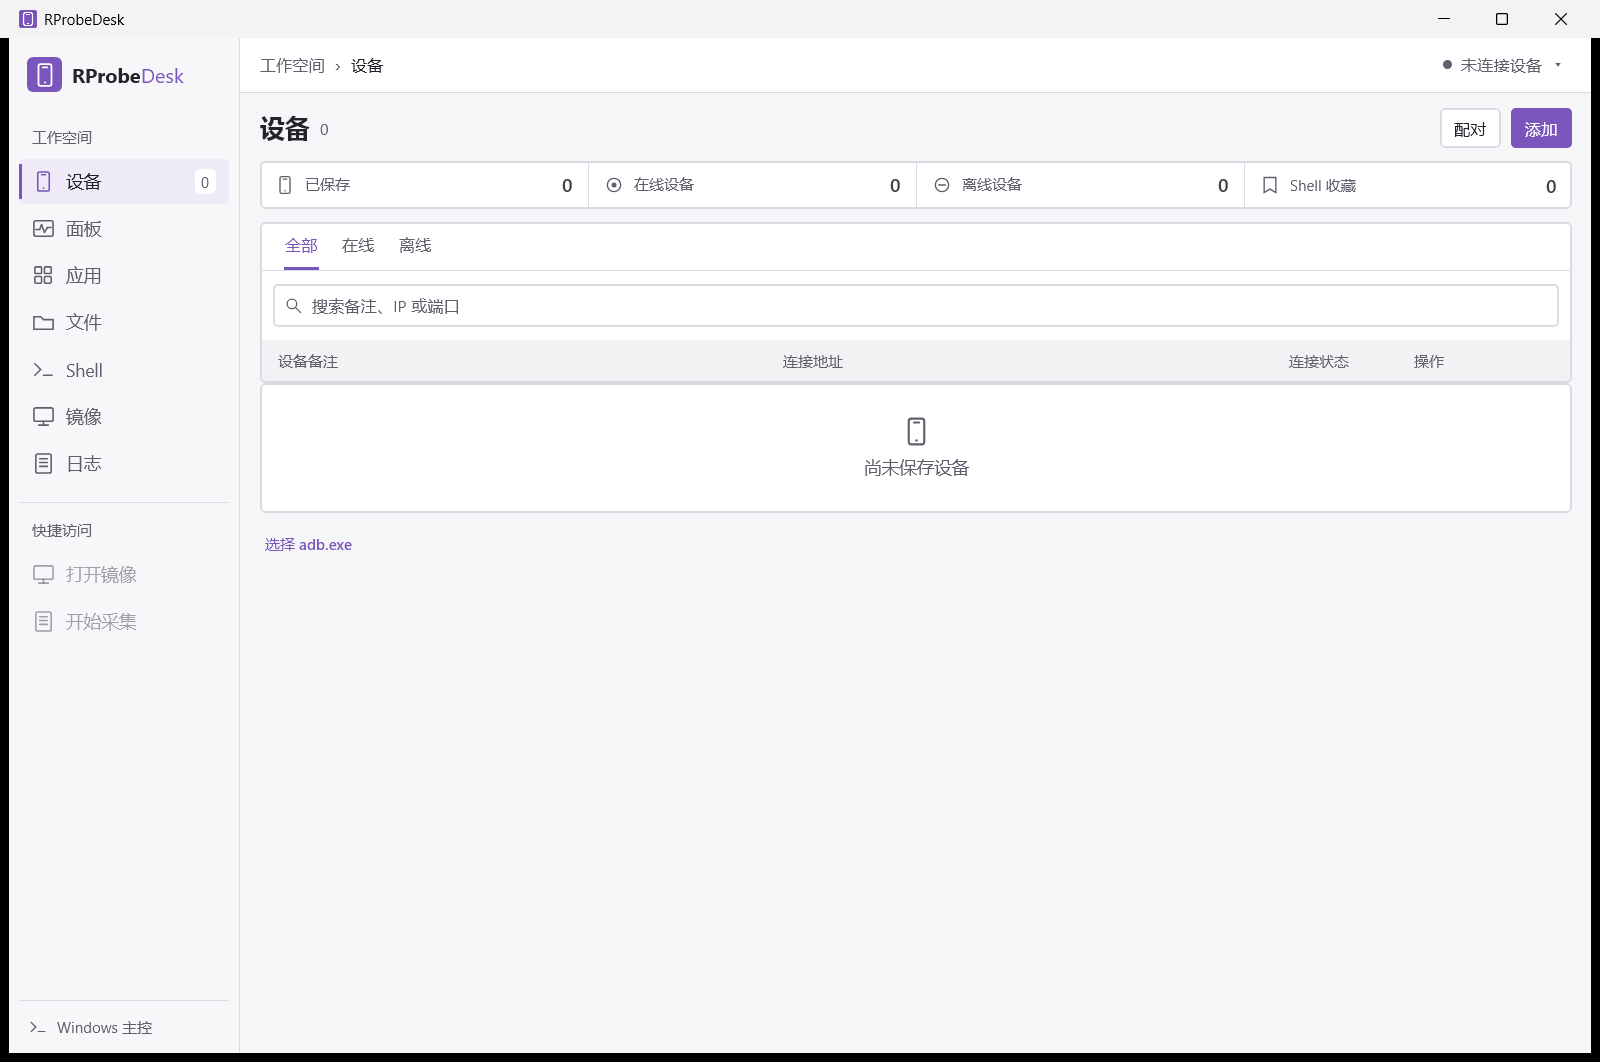 RProbeDesk
RProbeDesk
工作空间
设备 0
面板
应用
文件
Shell
镜像
日志
快捷访问
打开镜像
开始采集
Windows 主控
工作空间 › 设备
未连接设备
设备 0
配对
添加
已保存 0
在线设备 0
离线设备 0
Shell 收藏 0
全部 在线 离线
搜索备注、IP 或端口
设备备注 连接地址 连接状态 操作
尚未保存设备
选择 adb.exe